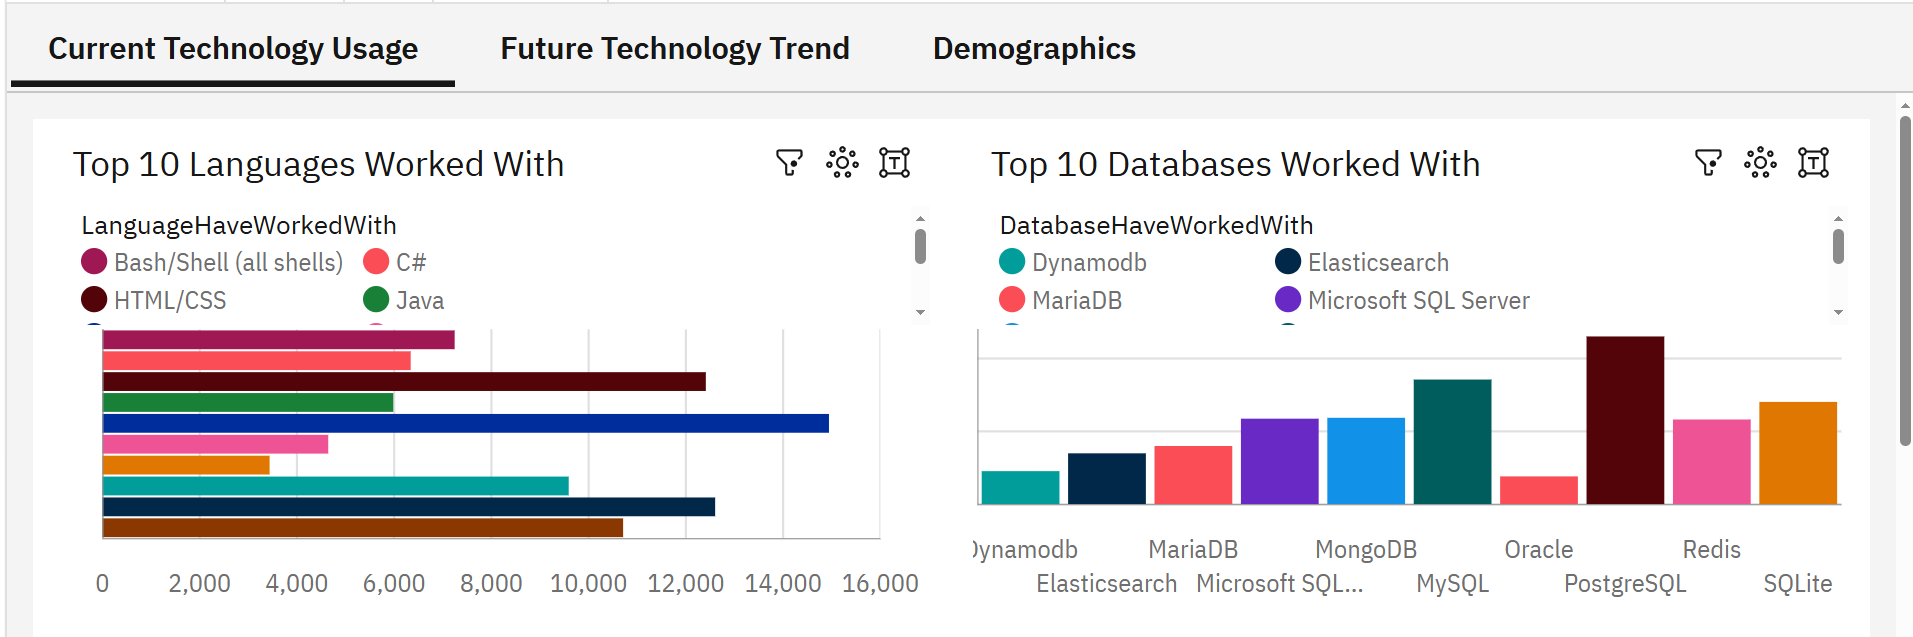 Current Technology Usage
Future Technology Trend
Demographics
Top 10 Languages Worked With
LanguageHaveWorkedWith
Bash/Shell (all shells)
C#
HTML/CSS
Java
0
2,000
4,000
6,000
8,000
10,000
12,000
14,000
16,000
Top 10 Databases Worked With
DatabaseHaveWorkedWith
Dynamodb
Elasticsearch
MariaDB
Microsoft SQL Server
Dynamodb
MariaDB
MongoDB
Oracle
Redis
Elasticsearch
Microsoft SQL...
MySQL
PostgreSQL
SQLite